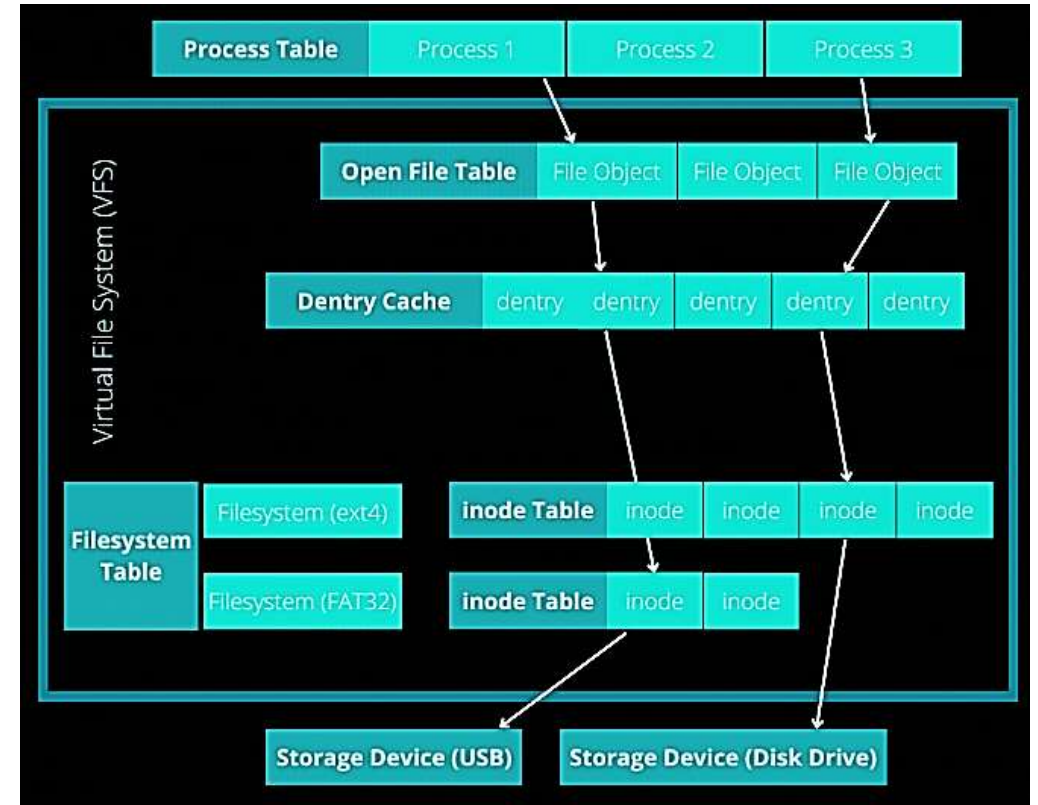 Process Table Process 1 Process 2 Process 3
Virtual File System (VFS)
Open File Table File Object File Object File Object
Dentry Cache dentry dentry dentry dentry dentry
Filesystem
Table
Filesystem (ext4)
inode Table inode inode inode inode
Filesystem (FAT32)
inode Table inode inode
Storage Device (USB) Storage Device (Disk Drive)